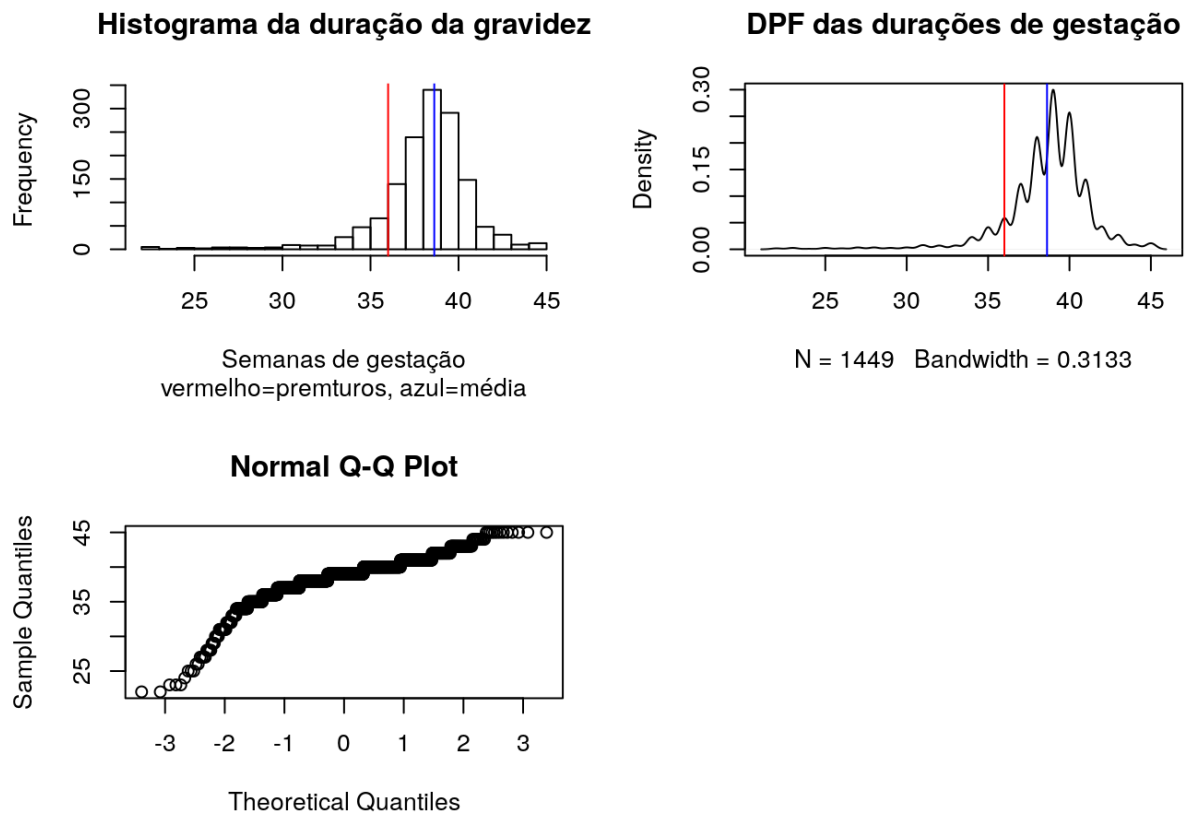 Histograma da duração da gravidez
Frequency
0
150
300
25
30
35
40
45
Semanas de gestação
vermelho=premturos, azul=média
DPF das durações de gestação
Density
0.00
0.15
0.30
25
30
35
40
45
N = 1449 Bandwidth = 0.3133
Normal Q-Q Plot
Sample Quantiles
25
35
45
-3
-2
-1
0
1
2
3
Theoretical Quantiles